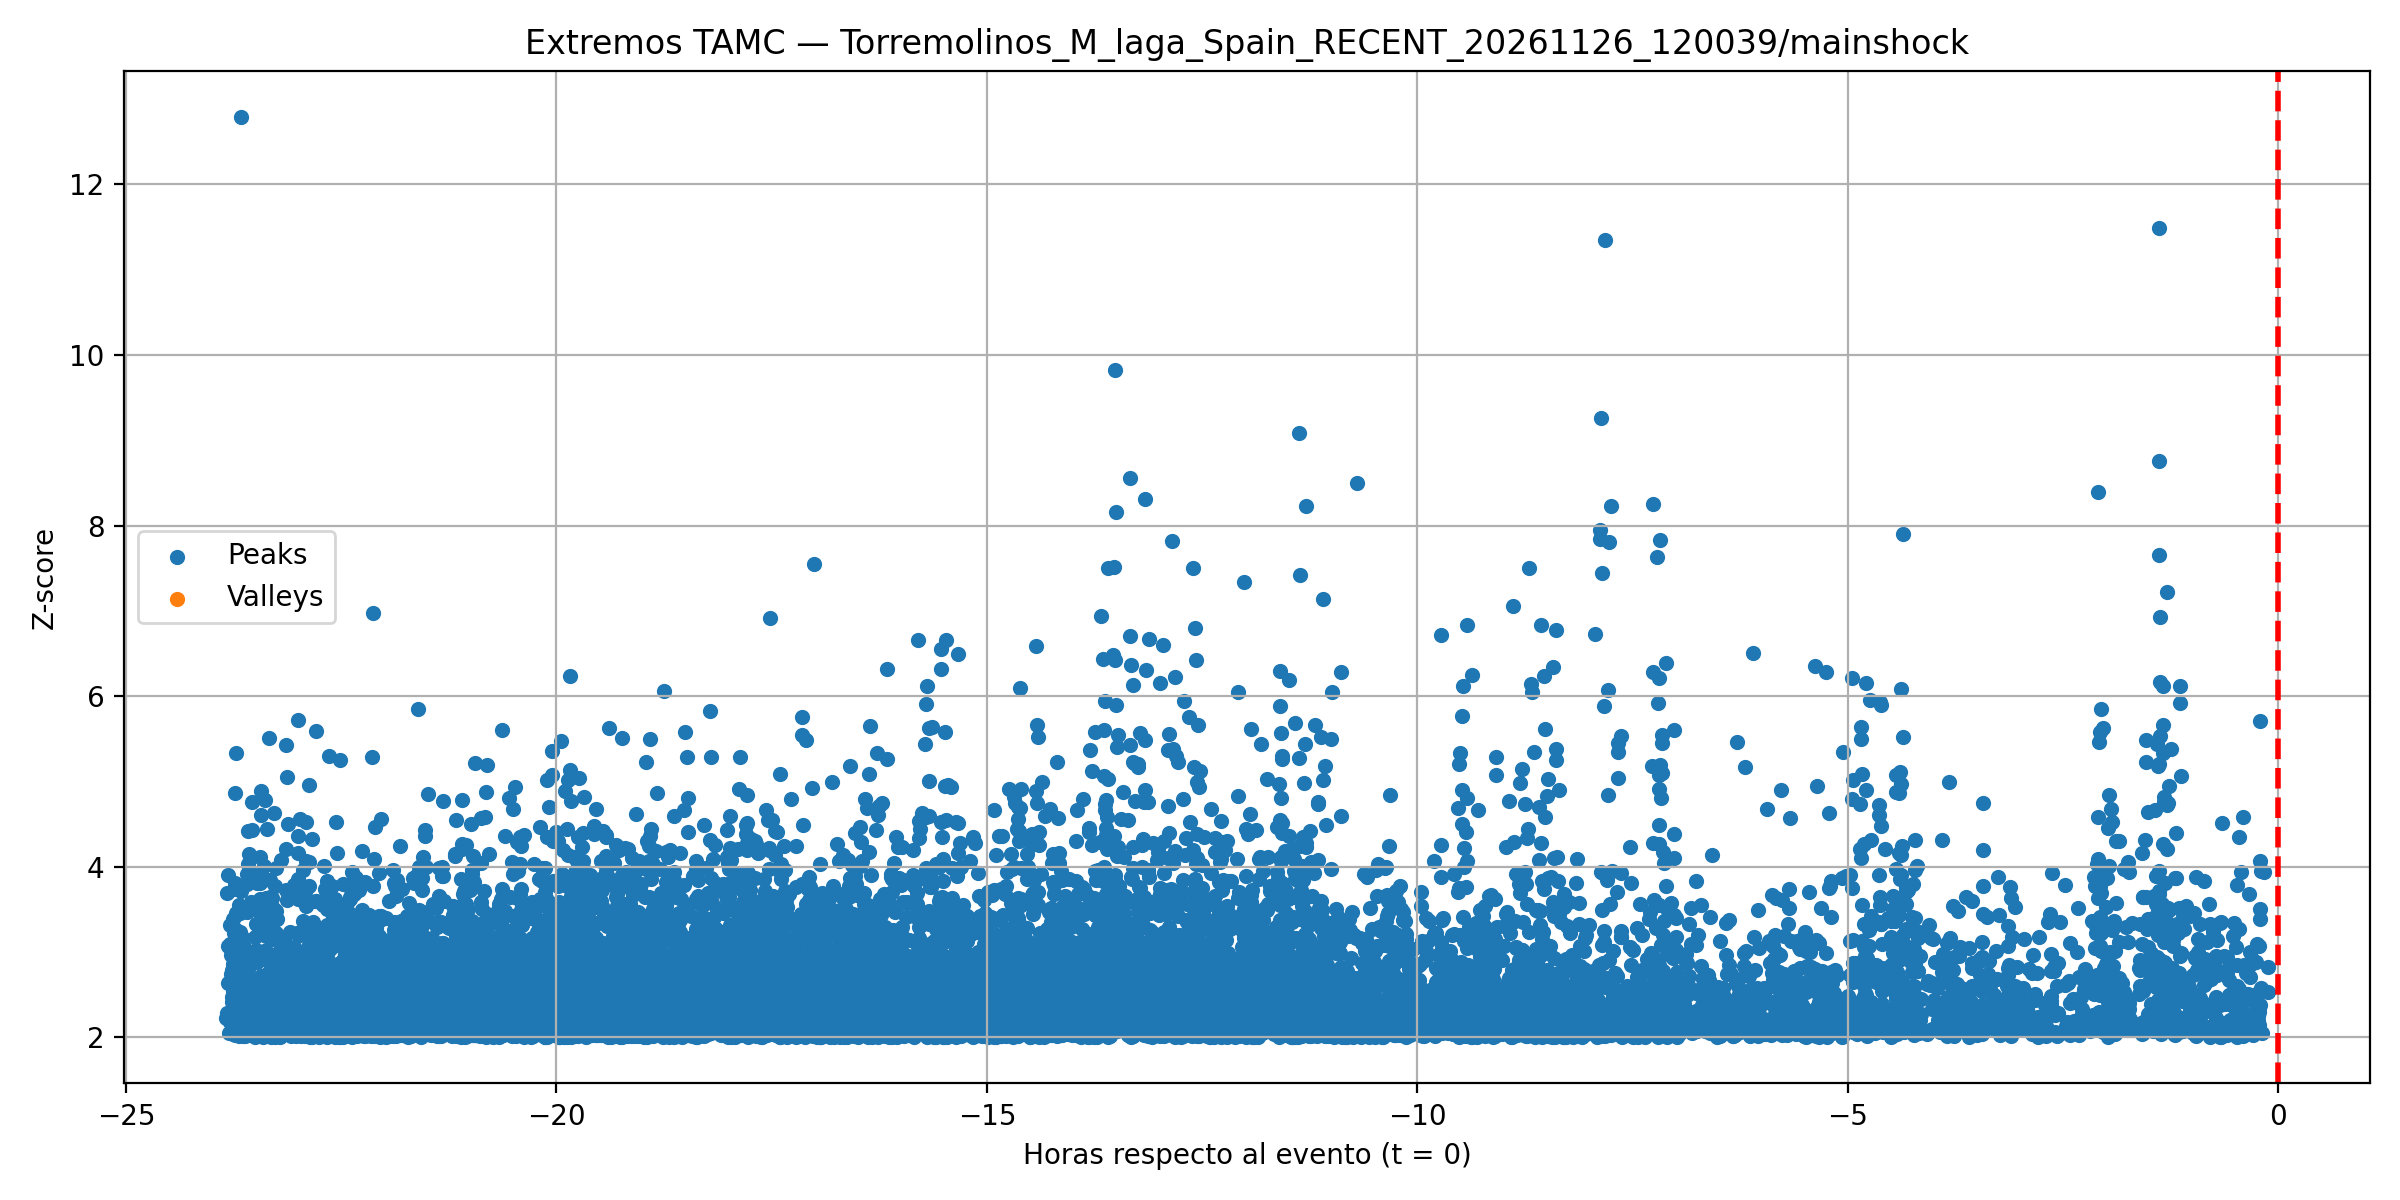 Extremos TAMC — Torremolinos_M_laga_Spain_RECENT_20261126_120039/mainshock
12
10
8
6
4
2
Z-score
Peaks
Valleys
−25
−20
−15
−10
−5
0
Horas respecto al evento (t = 0)